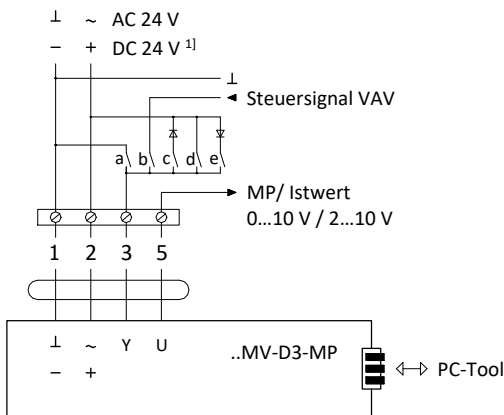 ⊥ ~ AC 24 V
− + DC 24 V 1]
⊥
Steuersignal VAV
a b c d e
MP/ Istwert
0...10 V / 2...10 V
1 2 3 5
⊥ ~ Y U ..MV-D3-MP
− +
PC-Tool